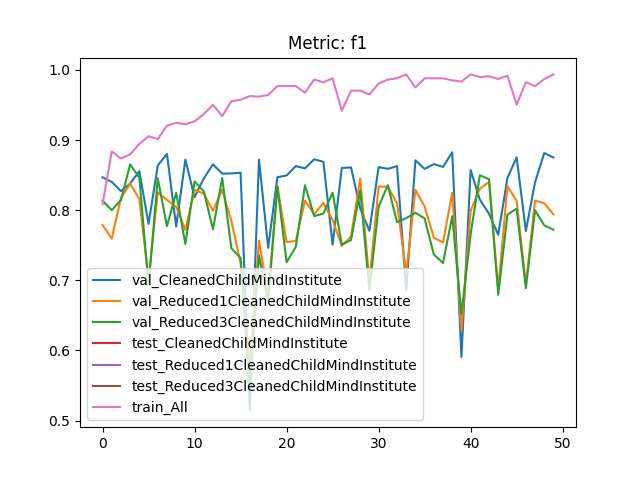 Metric: f1
1.0
0.9
0.8
0.7
0.6
0.5
val_CleanedChildMindInstitute
val_Reduced1CleanedChildMindInstitute
val_Reduced3CleanedChildMindInstitute
test_CleanedChildMindInstitute
test_Reduced1CleanedChildMindInstitute
test_Reduced3CleanedChildMindInstitute
train_All
0 10 20 30 40 50